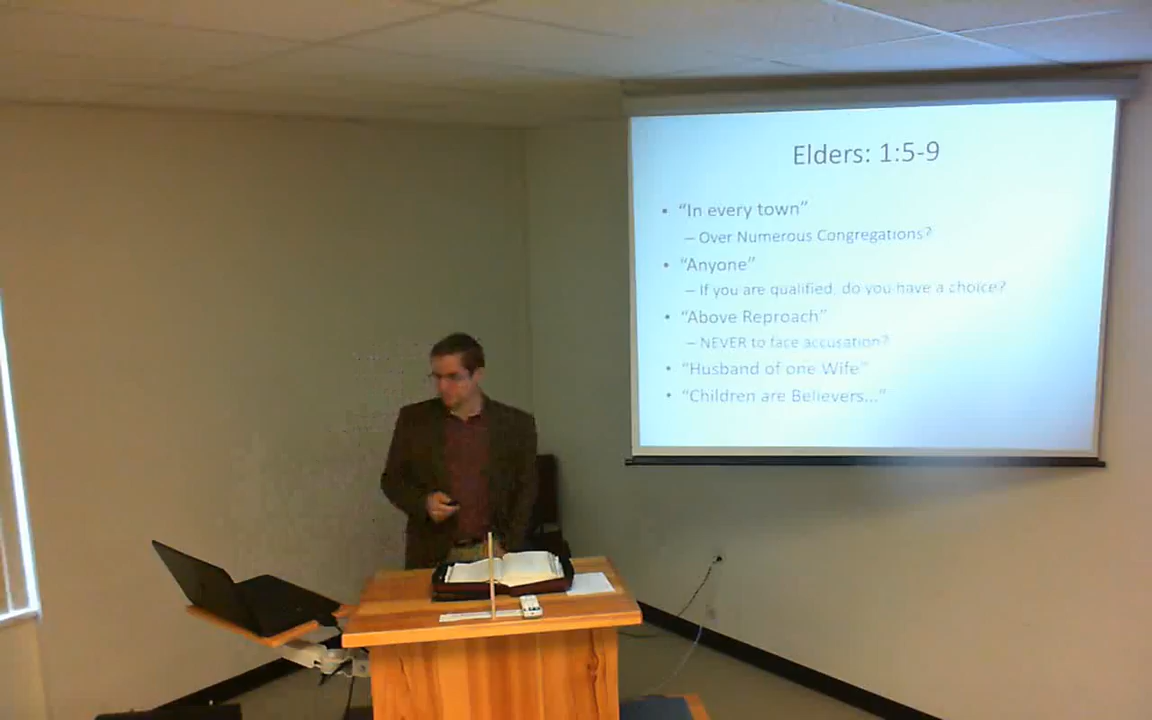 Elders: 1:5-9
• “In every town”
– Over Numerous Congregations?
• “Anyone”
– If you are qualified, do you have a choice?
• “Above Reproach”
– NEVER to face accusation?
• “Husband of one Wife”
• “Children are Believers...”